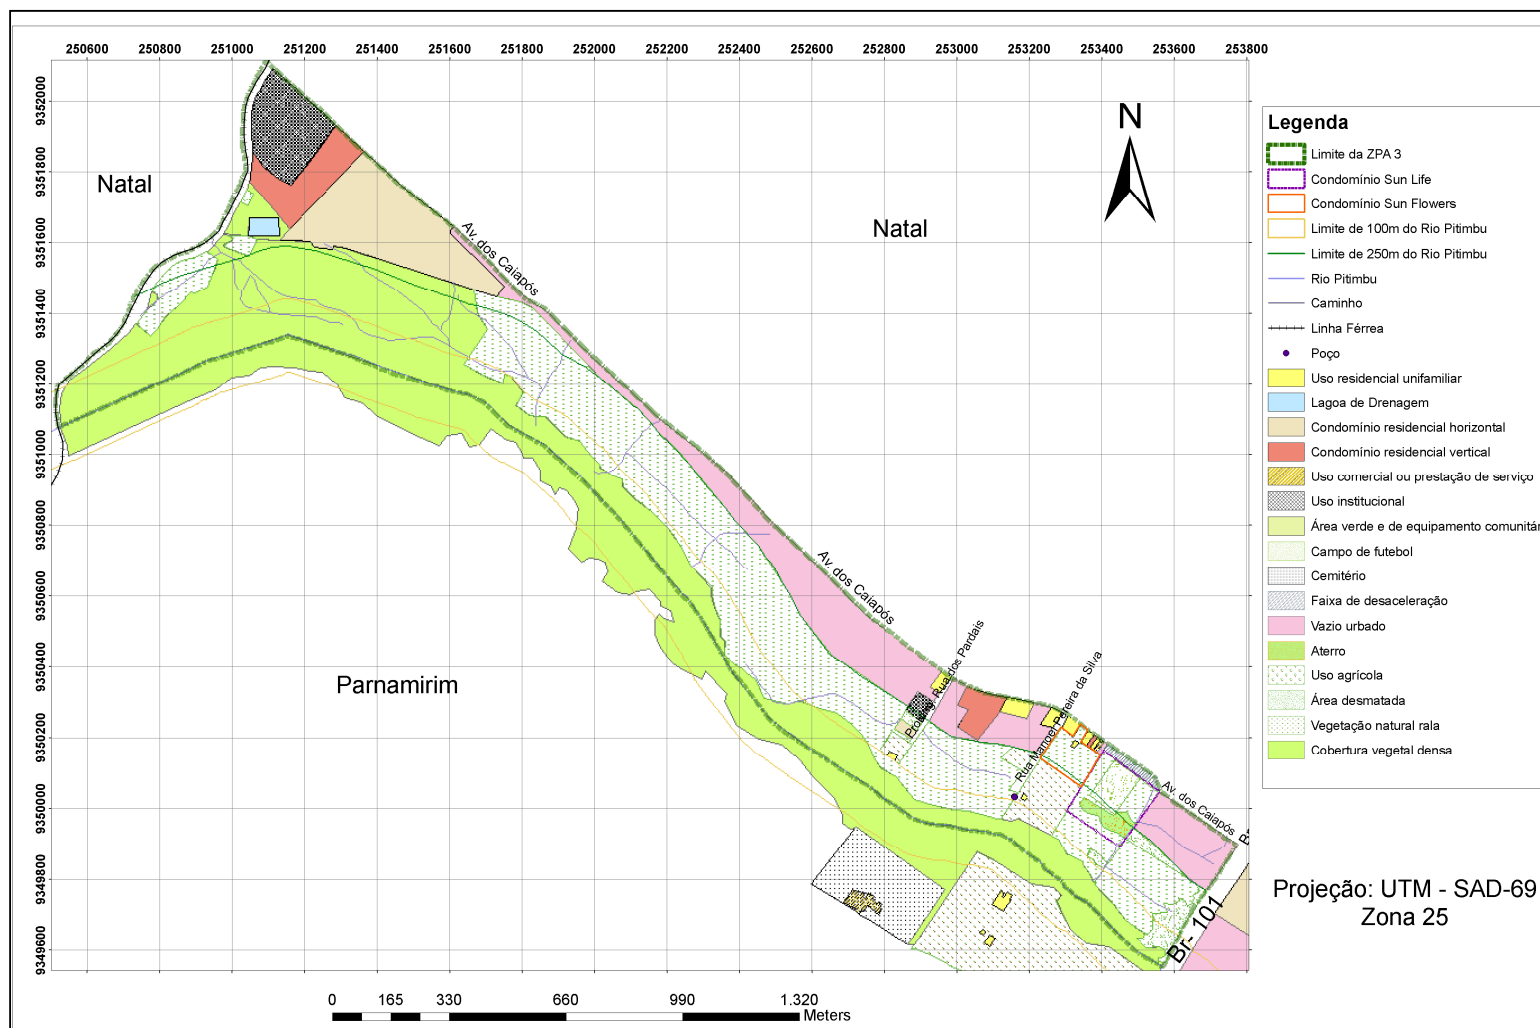 250600 250800 251000 251200 251400 251600 251800 252000 252200 252400 252600 252800 253000 253200 253400 253600 253800
9352000
9351800
9351600
9351400
9351200
9351000
9350800
9350600
9350400
9350200
9350000
9349800
9349600
Natal
Natal
Parnamirim
N
Av. dos Caiapós
Av. dos Caiapós
Rua dos Pardais
Rua Manoel Pereira da Silva
Av. dos Caiapós
Br- 101
Legenda
Limite da ZPA 3
Condomínio Sun Life
Condomínio Sun Flowers
Limite de 100m do Rio Pitimbu
Limite de 250m do Rio Pitimbu
Rio Pitimbu
Caminho
Linha Férrea
Poço
Uso residencial unifamiliar
Lagoa de Drenagem
Condomínio residencial horizontal
Condomínio residencial vertical
Uso comercial ou prestação de serviço
Uso institucional
Área verde e de equipamento comunitár
Campo de futebol
Cemitério
Faixa de desaceleração
Vazio urbado
Aterro
Uso agrícola
Área desmatada
Vegetação natural rala
Cobertura vegetal densa
Projeção: UTM - SAD-69
Zona 25
0 165 330 660 990 1.320
Meters